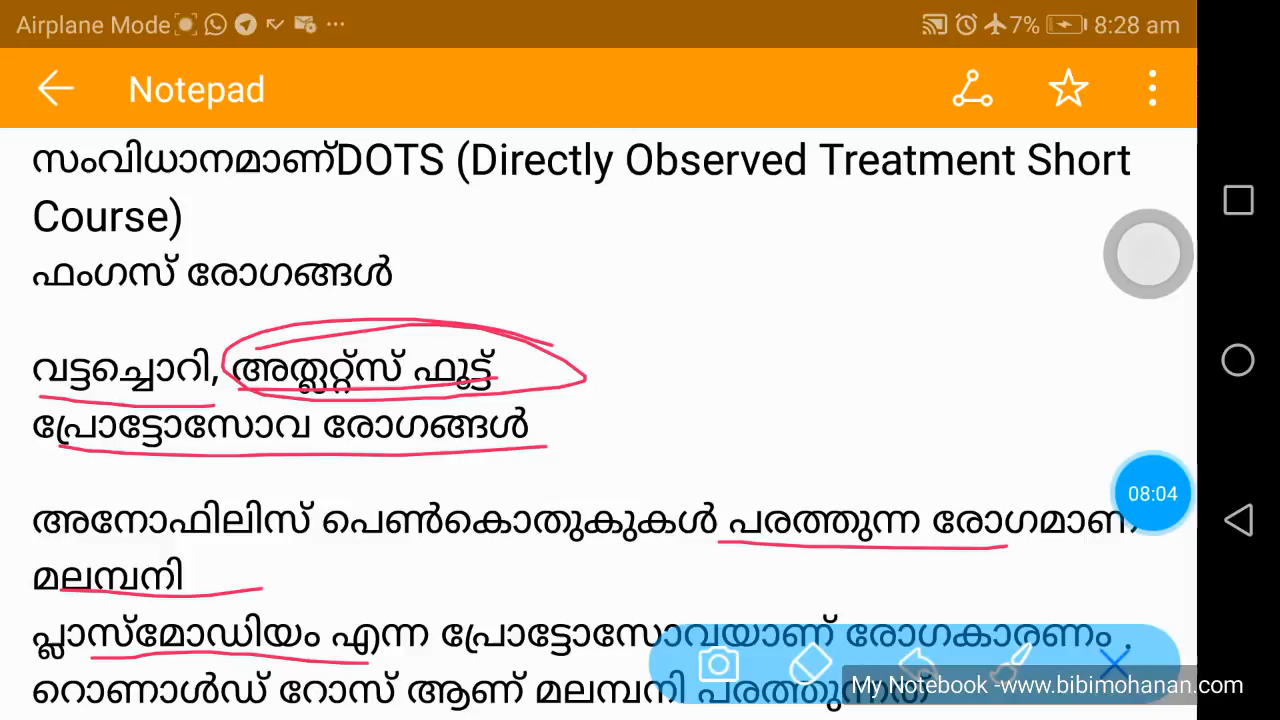 Airplane Mode ... 7% 8:28 am
Notepad
സംവിധാനമാണ്DOTS (Directly Observed Treatment Short
Course)
ഫംഗസ് രോഗങ്ങൾ
വട്ടച്ചൊറി, അത്ലറ്റ്സ് ഫൂട്ട്
പ്രോട്ടോസോവ രോഗങ്ങൾ
08:04
അനോഫിലിസ് പെൺകൊതുകുകൾ പരത്തുന്ന രോഗമാണ്
മലമ്പനി
പ്ലാസ്മോഡിയം എന്ന പ്രോട്ടോസോവയാണ് രോഗകാരണം .
റൊണാൾഡ് റോസ് ആണ് മലമ്പനി പരത്തുന്നത്
My Notebook -www.bibimohanan.com